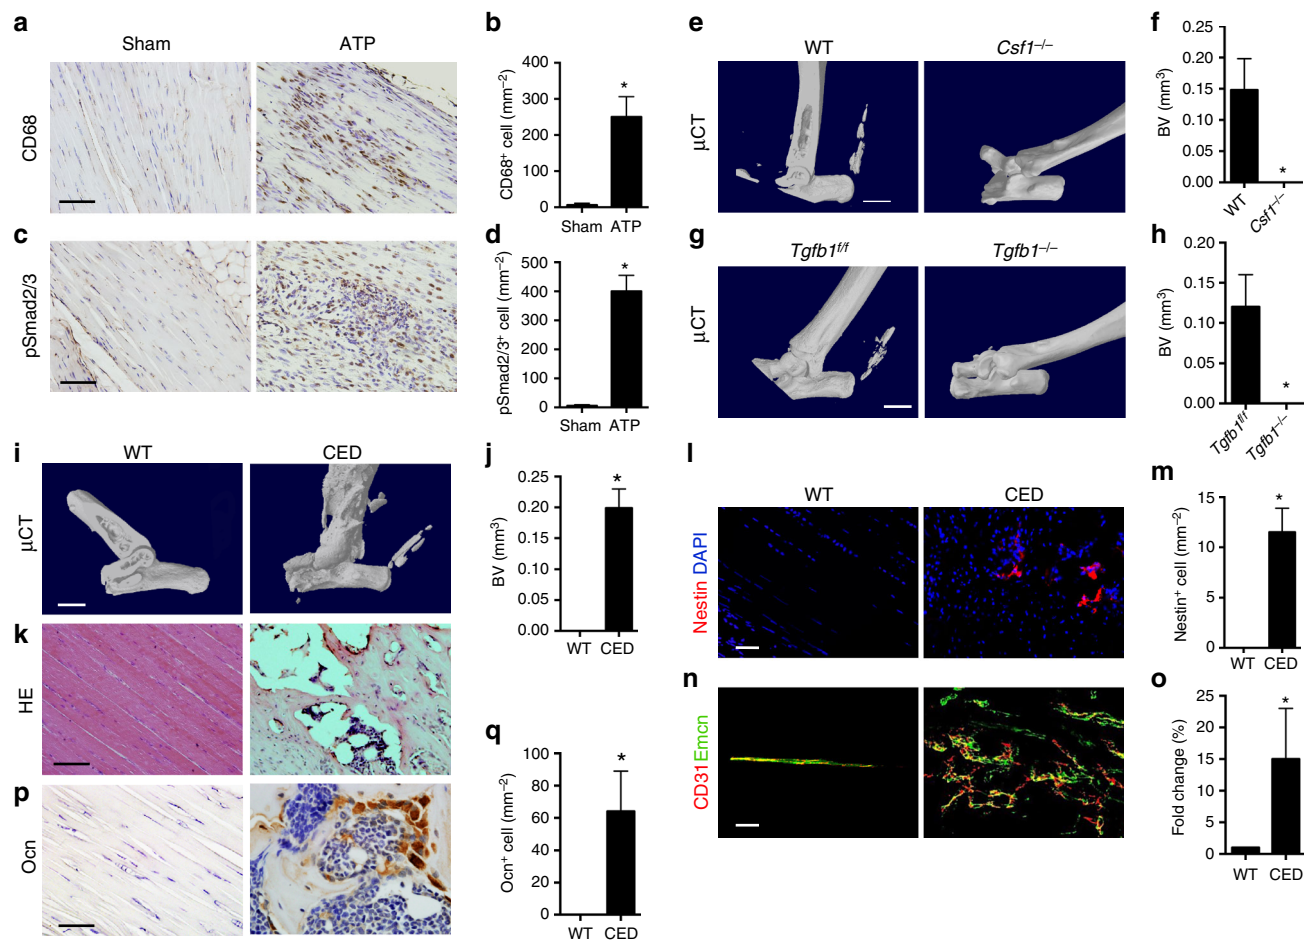 a
Sham
ATP
CD68
b
400
300
200
100
0
CD68⁺ cell (mm⁻²)
*
Sham
ATP
c
pSmad2/3
d
500
400
300
200
100
0
pSmad2/3⁺ cell (mm⁻²)
*
Sham
ATP
e
WT
Csf1⁻/⁻
μCT
f
0.25
0.20
0.15
0.10
0.05
0.00
BV (mm³)
*
WT
Csf1⁻/⁻
g
Tgfb1ᶠ/ᶠ
Tgfb1⁻/⁻
μCT
h
0.20
0.15
0.10
0.05
0.00
BV (mm³)
*
Tgfb1ᶠ/ᶠ
Tgfb1⁻/⁻
i
WT
CED
μCT
j
0.25
0.20
0.15
0.10
0.05
0.00
BV (mm³)
*
WT
CED
k
HE
l
WT
CED
Nestin DAPI
m
15
10
5
0
Nestin⁺ cell (mm⁻²)
*
WT
CED
n
CD31 Emcn
o
25
20
15
10
5
0
Fold change (%)
*
WT
CED
p
Ocn
q
100
80
60
40
20
0
Ocn⁺ cell (mm⁻²)
*
WT
CED